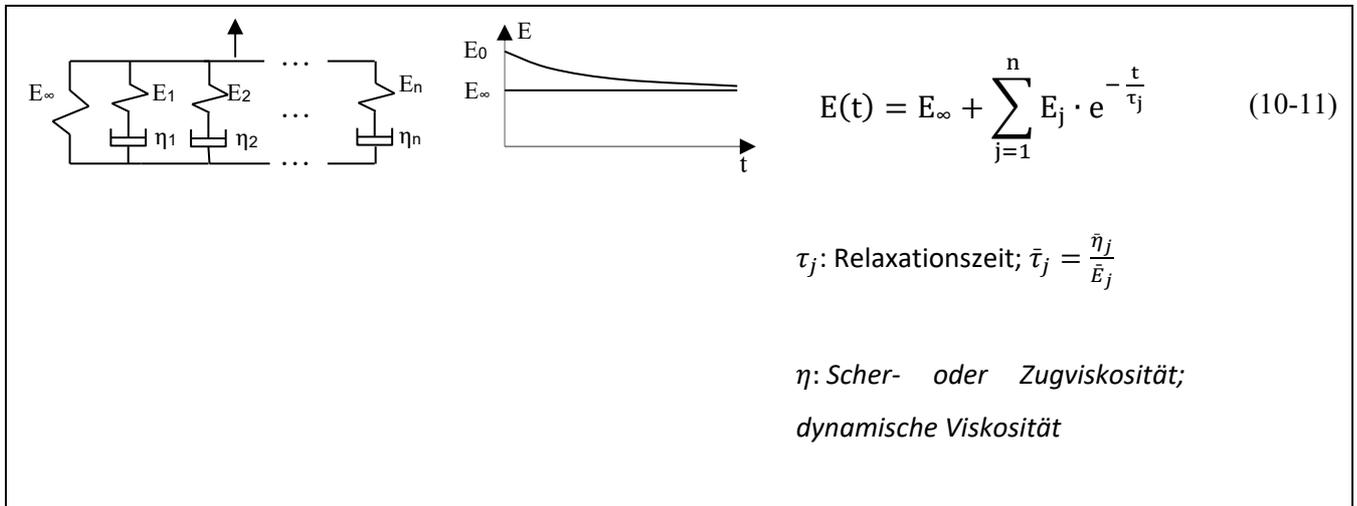 E∞ E1 E2 ... En
...
η1 η2 ηn
...
E
E0
E∞
t
E(t) = E∞ + ∑ⁿⱼ₌₁ Eⱼ · e^(−t/τⱼ) (10-11)
τⱼ: Relaxationszeit; τ̄ⱼ = η̄ⱼ/Ēⱼ
η: Scher- oder Zugviskosität;
dynamische Viskosität